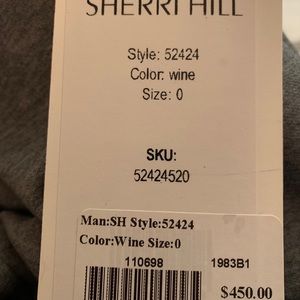 SHERRI HILL
Style: 52424
Color: wine
Size: 0
SKU:
52424520
Man:SH Style:52424
Color:Wine Size:0
110698 1983B1
$450.00